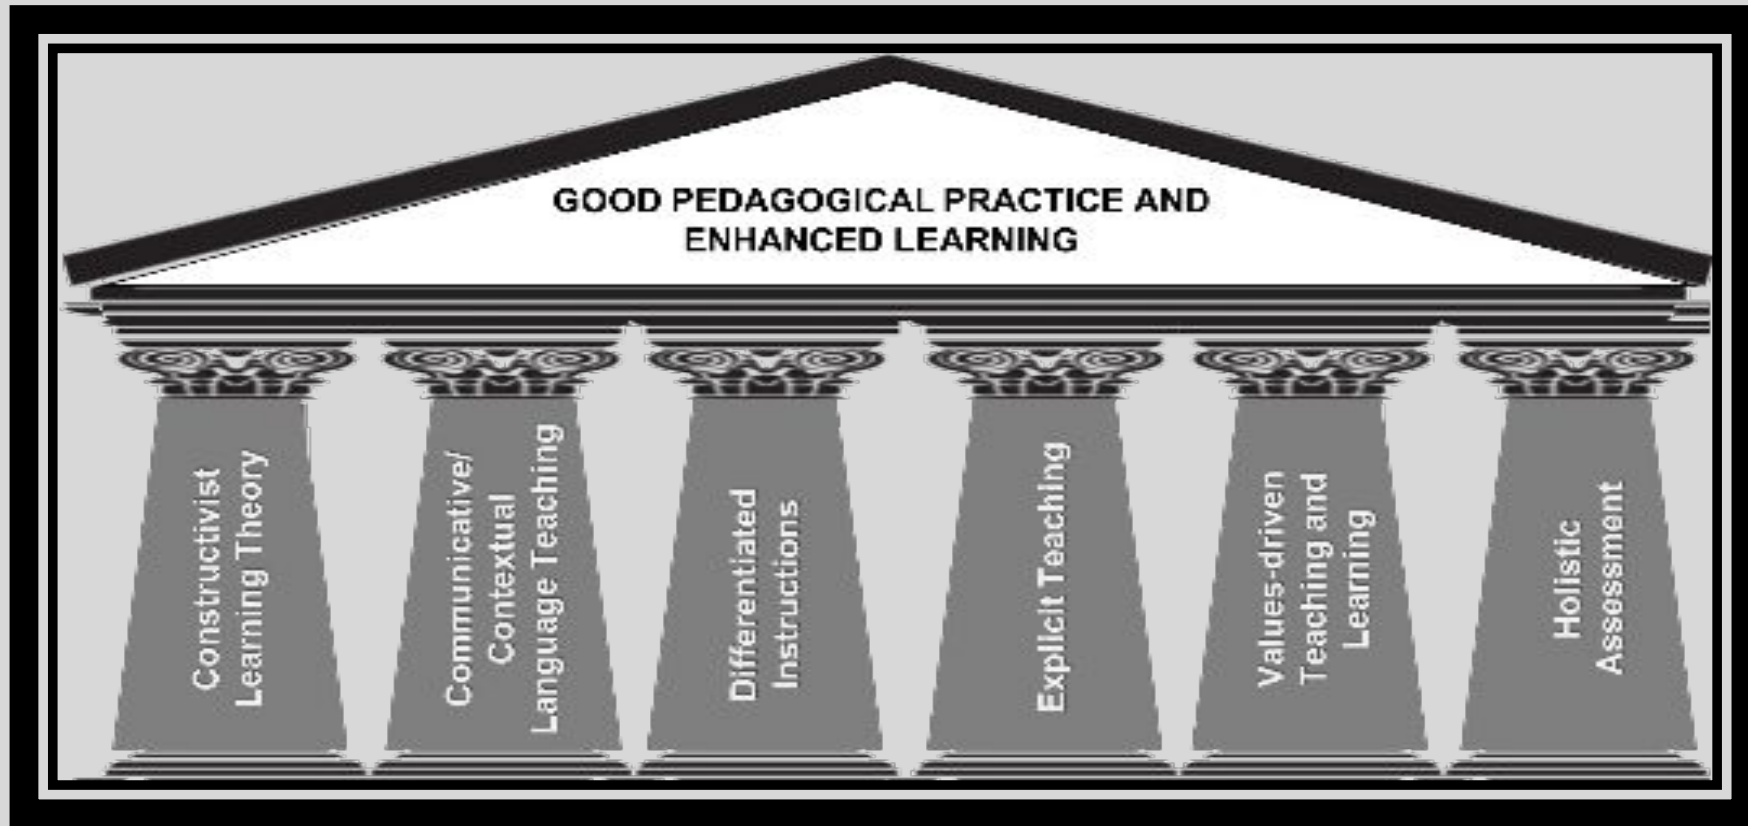 GOOD PEDAGOGICAL PRACTICE AND
ENHANCED LEARNING
Constructivist
Learning Theory
Communicative/
Contextual
Language Teaching
Differentiated
Instructions
Explicit Teaching
Values-driven
Teaching and
Learning
Holistic
Assessment